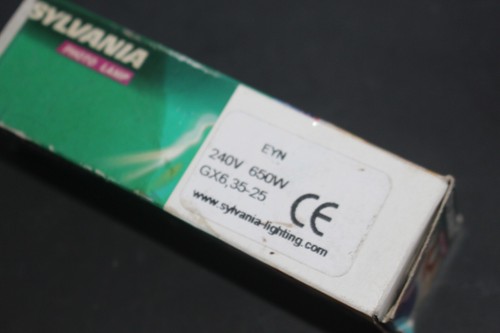 SYLVANIA
PHOTO LAMP
EYN
240V 650W
GX6,35-25
CE
www.sylvania-lighting.com